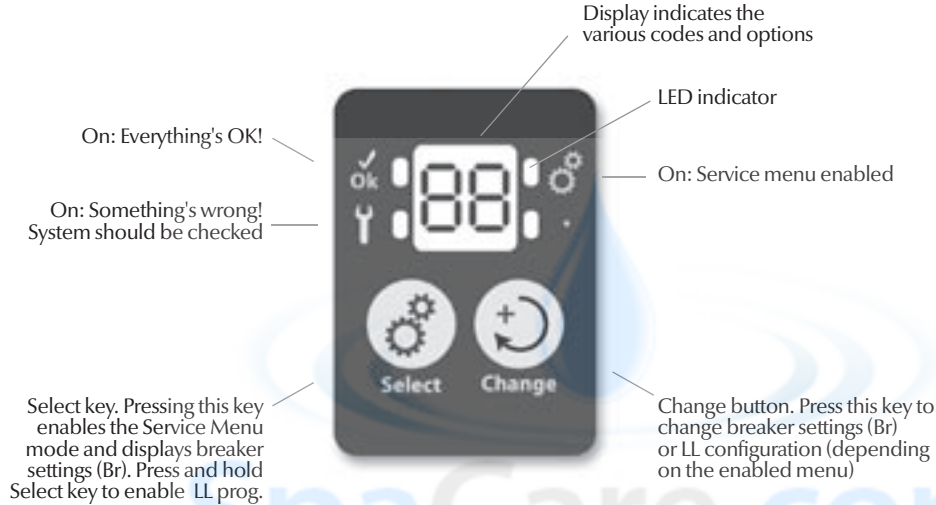 Display indicates the
various codes and options
LED indicator
On: Everything's OK!
On: Service menu enabled
On: Something's wrong!
System should be checked
Ok
88
Select
Change
Select key. Pressing this key
enables the Service Menu
mode and displays breaker
settings (Br). Press and hold
Select key to enable LL prog.
Change button. Press this key to
change breaker settings (Br)
or LL configuration (depending
on the enabled menu)
SpaCare.com